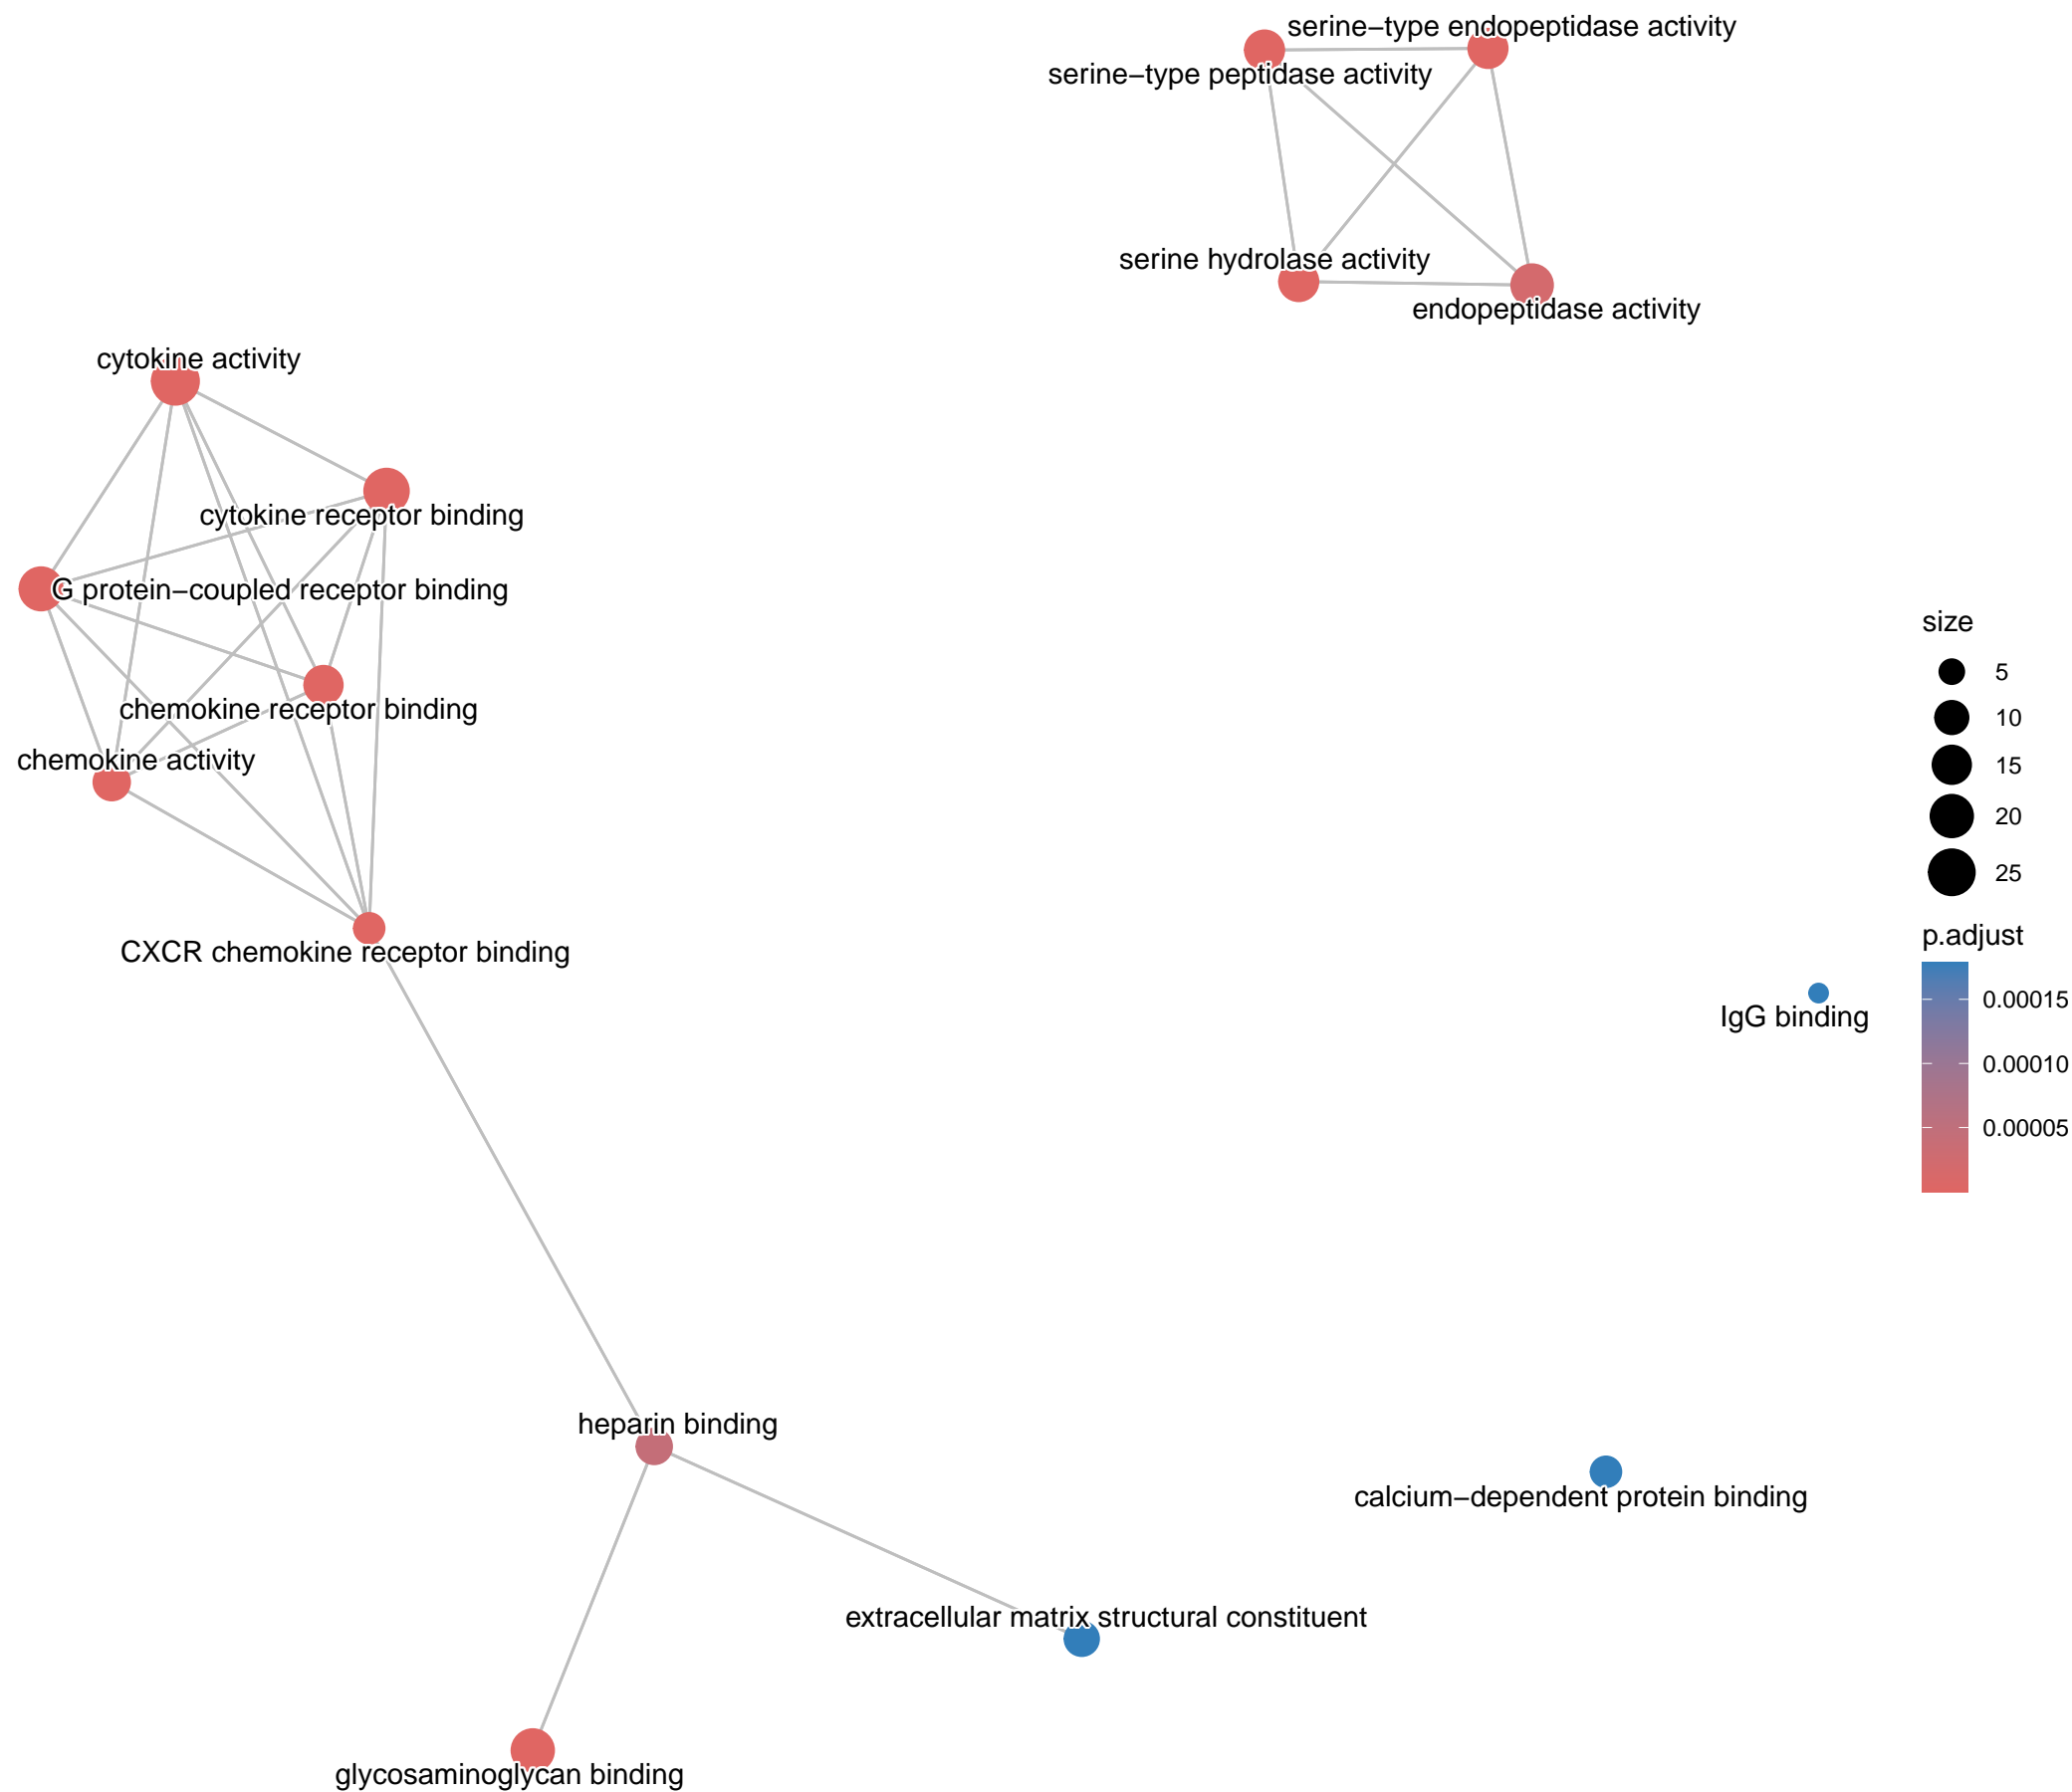 serine−type endopeptidase activity
serine−type peptidase activity
serine hydrolase activity
endopeptidase activity
cytokine activity
cytokine receptor binding
G protein−coupled receptor binding
chemokine receptor binding
chemokine activity
CXCR chemokine receptor binding
heparin binding
extracellular matrix structural constituent
glycosaminoglycan binding
calcium−dependent protein binding
IgG binding
size
5
10
15
20
25
p.adjust
0.00015
0.00010
0.00005